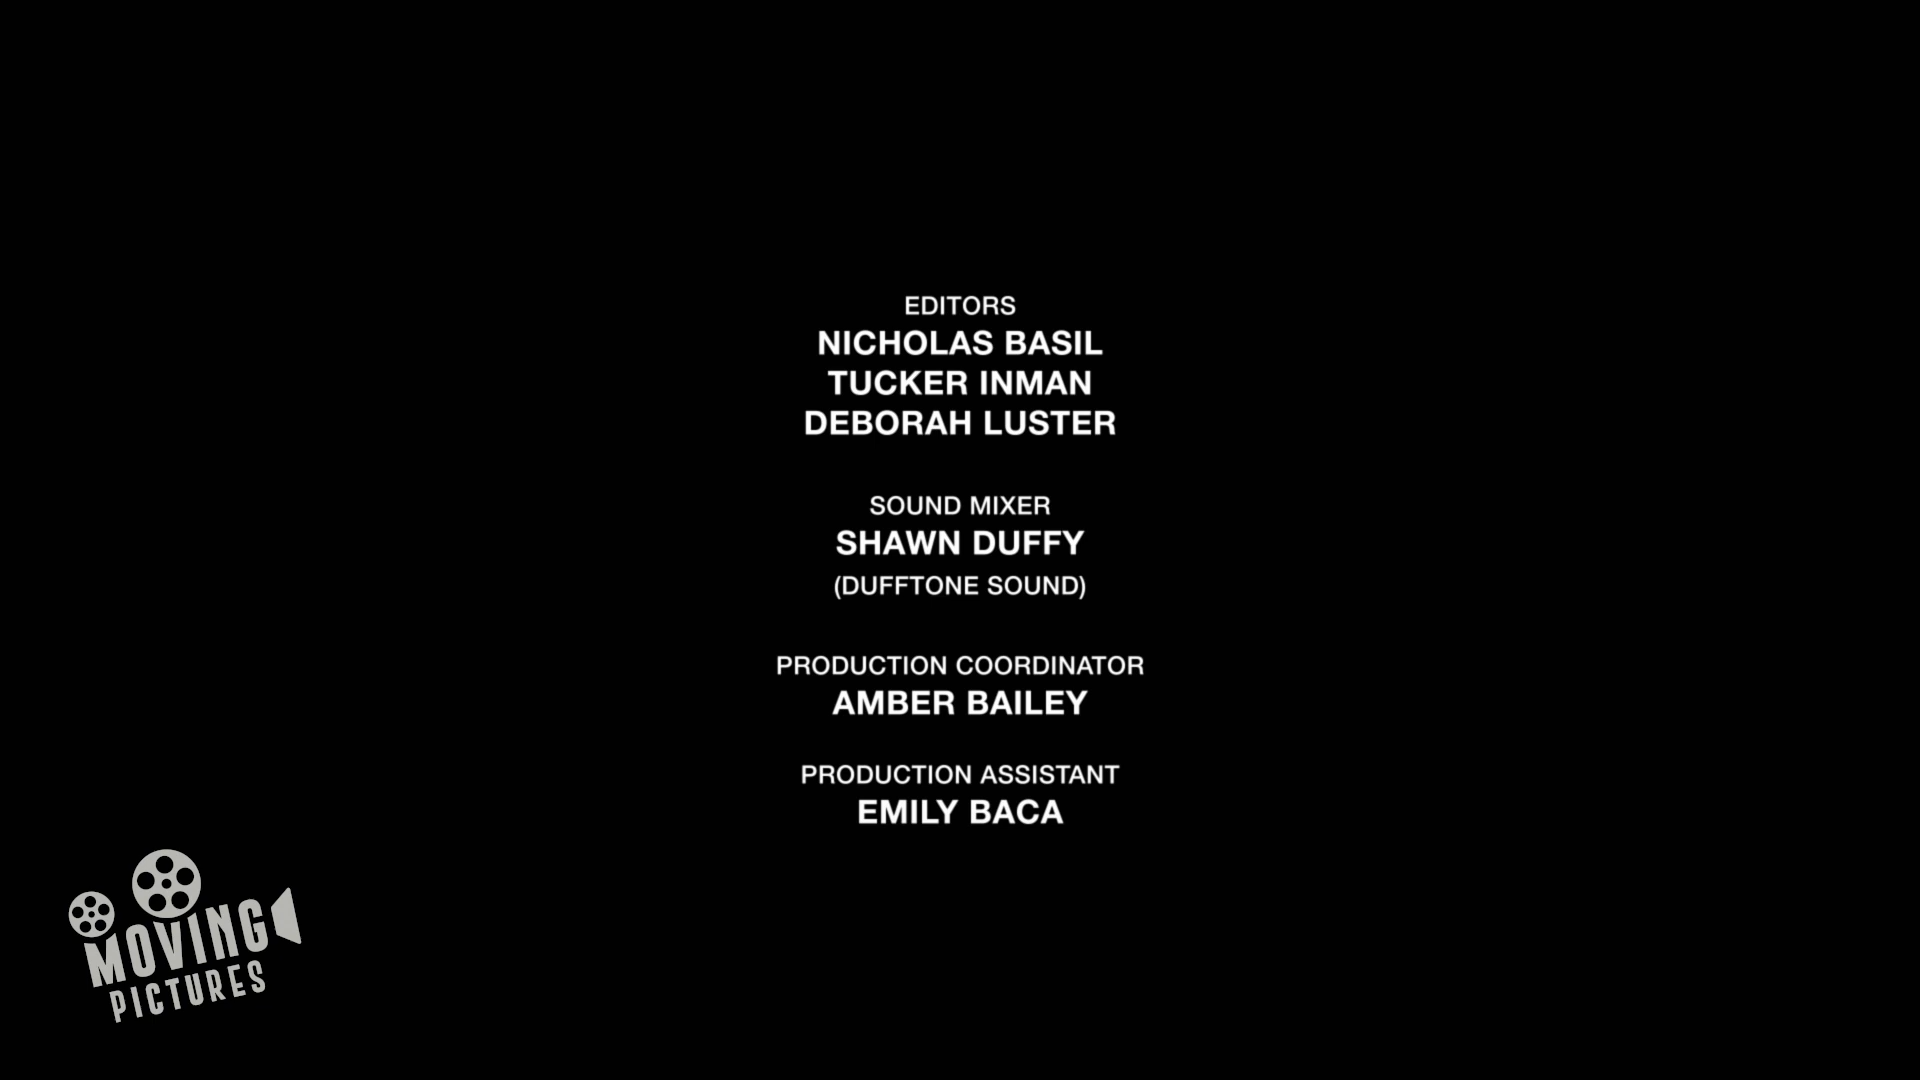 EDITORS
NICHOLAS BASIL
TUCKER INMAN
DEBORAH LUSTER
SOUND MIXER
SHAWN DUFFY
(DUFFTONE SOUND)
PRODUCTION COORDINATOR
AMBER BAILEY
PRODUCTION ASSISTANT
EMILY BACA
MOVING
PICTURES